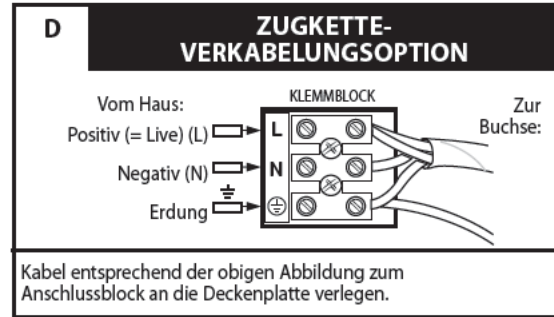 D
ZUGKETTE-
VERKABELUNGSOPTION
KLEMMBLOCK
Vom Haus:
Positiv (= Live) (L)
Negativ (N)
Erdung
L
N
Zur
Buchse:
Kabel entsprechend der obigen Abbildung zum
Anschlussblock an die Deckenplatte verlegen.